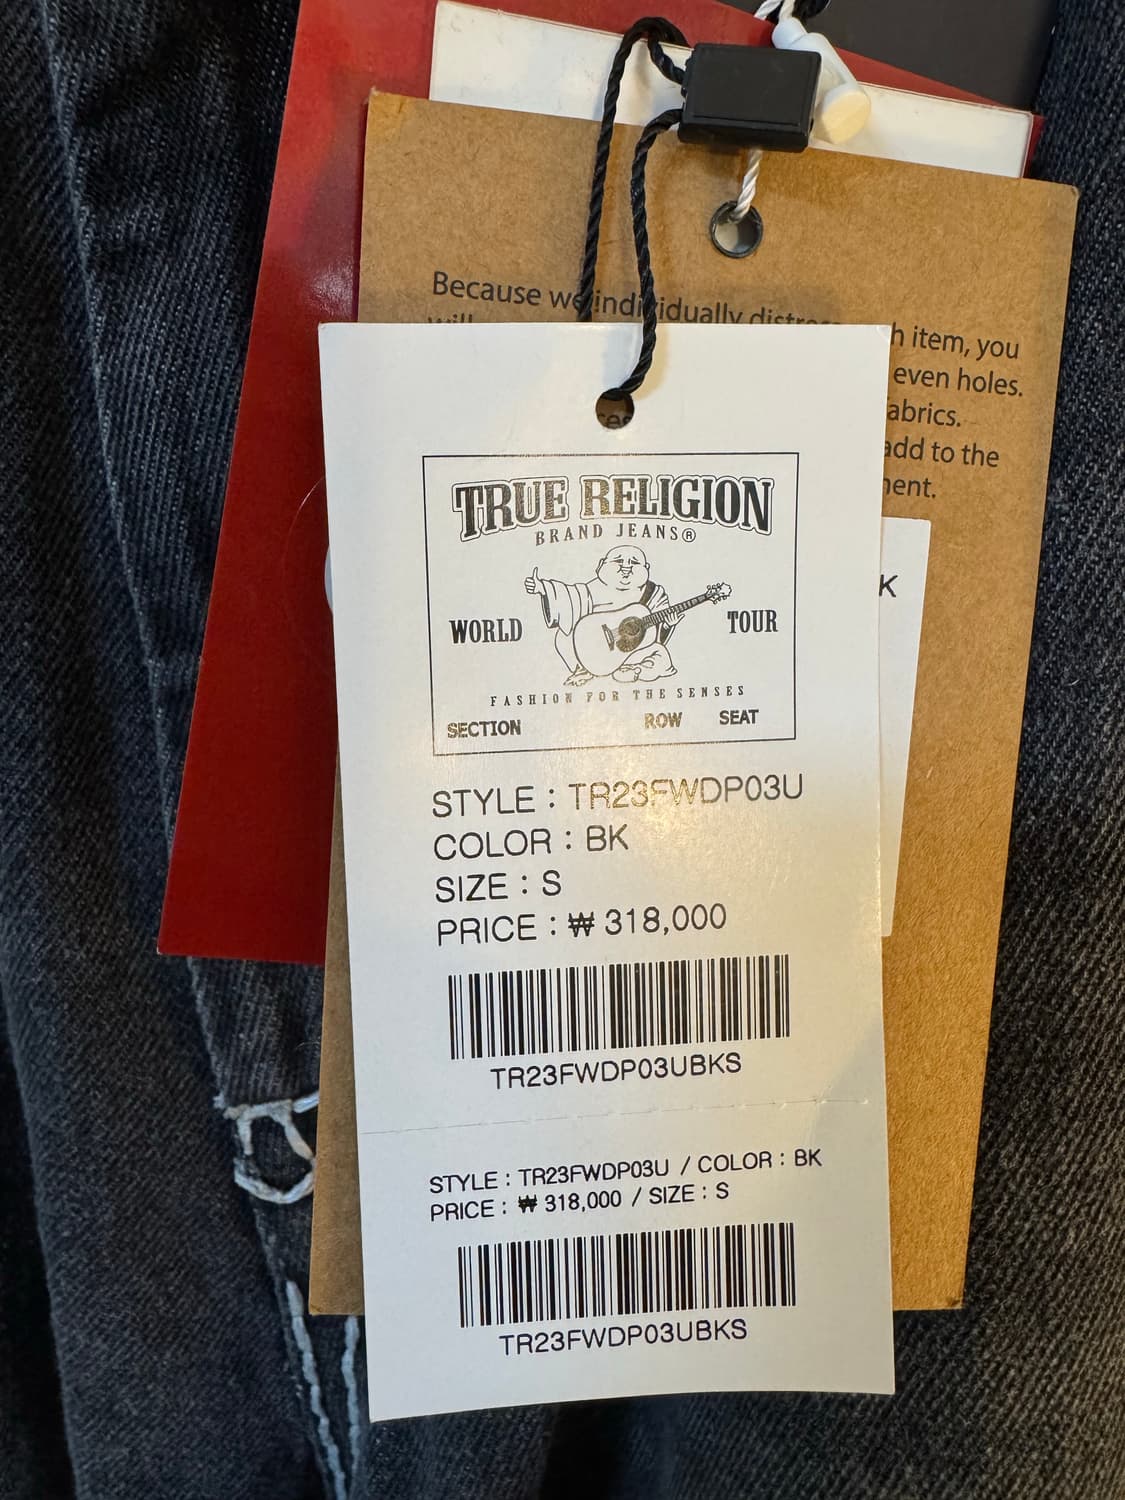 Because we individually
h item, you
even holes.
abrics.
add to the
nent.
K
TRUE RELIGION
BRAND JEANS®
WORLD TOUR
FASHION FOR THE SENSES
SECTION ROW SEAT
STYLE : TR23FWDP03U
COLOR : BK
SIZE : S
PRICE : ₩ 318,000
TR23FWDP03UBKS
STYLE : TR23FWDP03U / COLOR : BK
PRICE : ₩ 318,000 / SIZE : S
TR23FWDP03UBKS